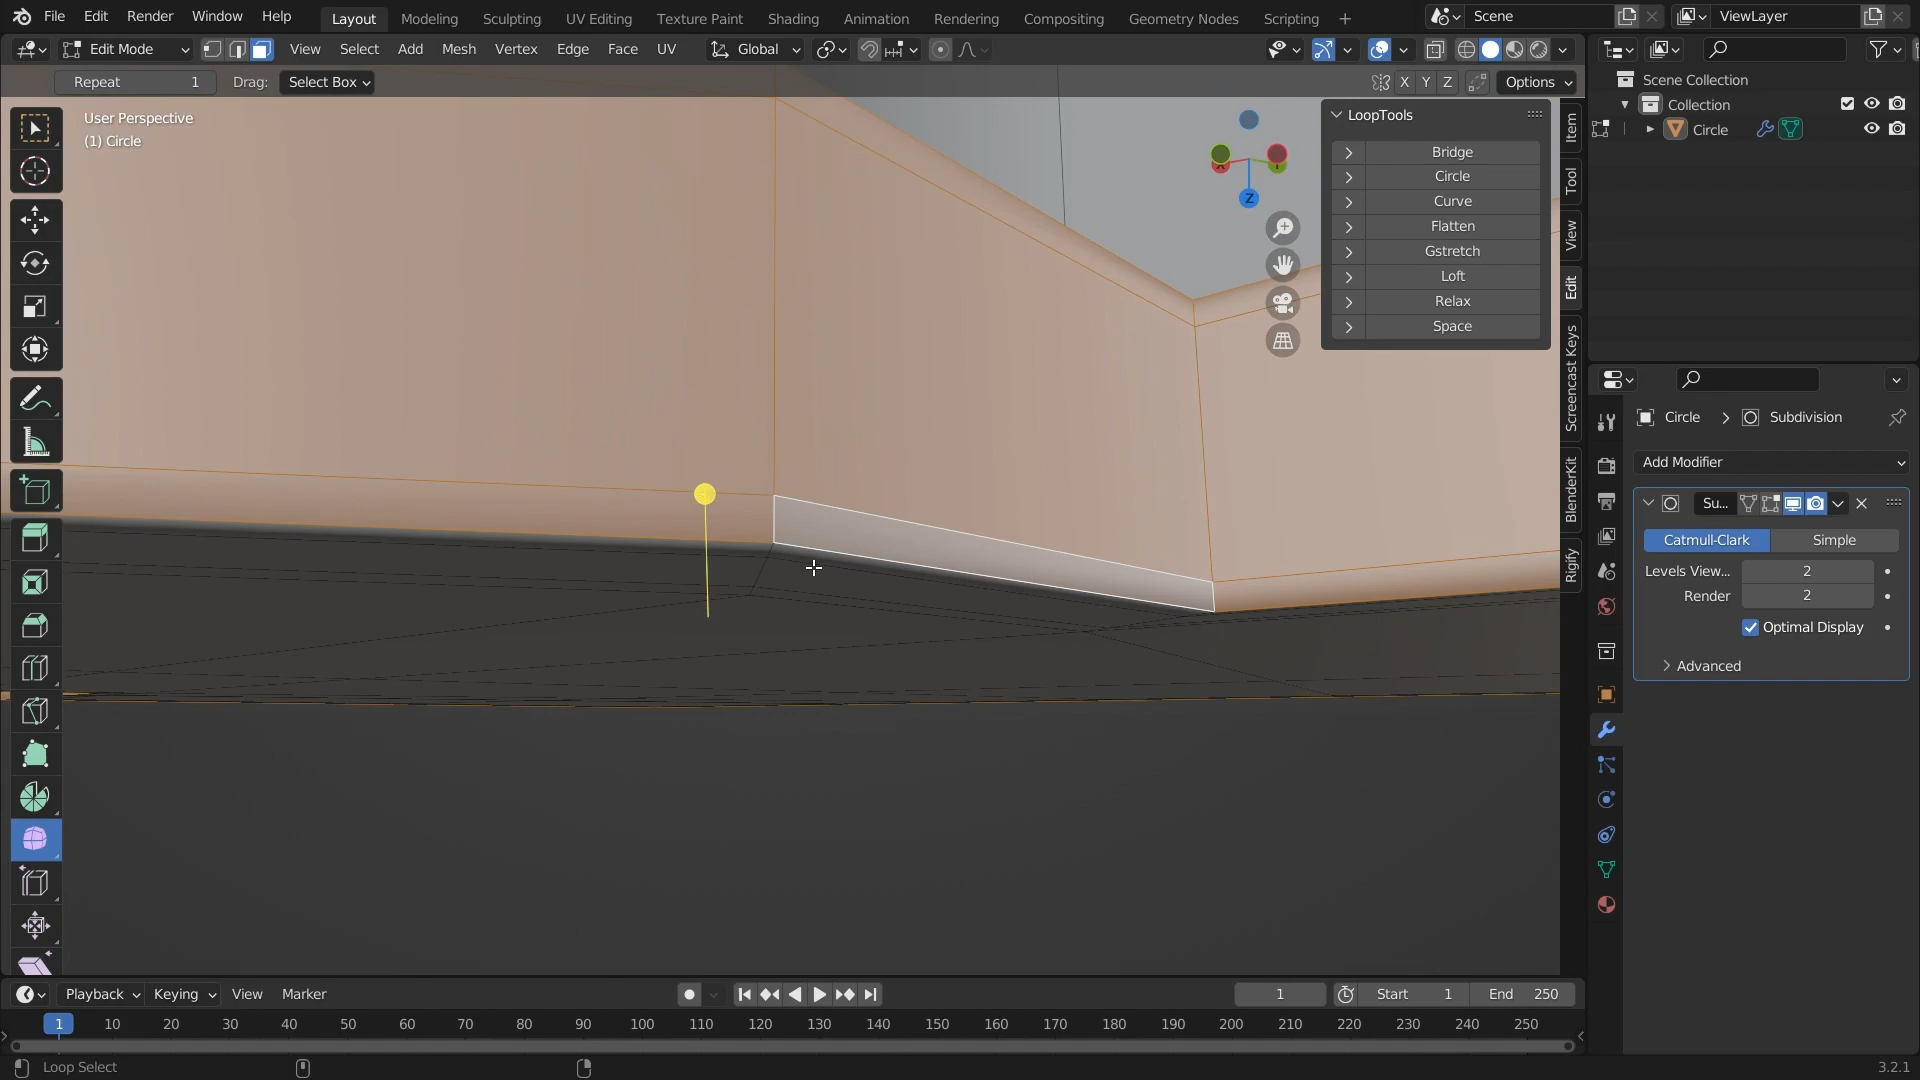 File Edit Render Window Help Layout Modeling Sculpting UV Editing Texture Paint Shading Animation Rendering Compositing Geometry Nodes Scripting + Scene ViewLayer
Edit Mode View Select Add Mesh Vertex Edge Face UV Global
Repeat 1 Drag: Select Box X Y Z Options
User Perspective
(1) Circle
Z
LoopTools
Bridge
Circle
Curve
Flatten
Gstretch
Loft
Relax
Space
Item
Tool
View
Edit
Screencast Keys
BlenderKit
Rigify
Scene Collection
Collection
Circle
Circle > Subdivision
Add Modifier
Su...
Catmull-Clark Simple
Levels View... 2
Render 2
Optimal Display
Advanced
Playback Keying View Marker 1 Start 1 End 250
1 10 20 30 40 50 60 70 80 90 100 110 120 130 140 150 160 170 180 190 200 210 220 230 240 250
Loop Select 3.2.1